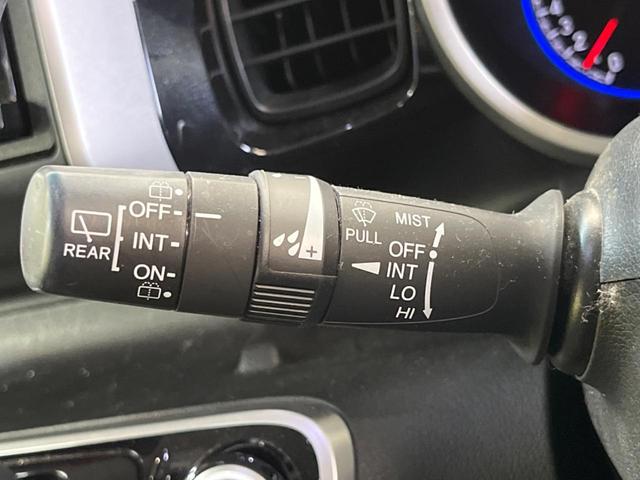 OFF
INT
REAR
ON
MIST
PULL
OFF
INT
LO
HI